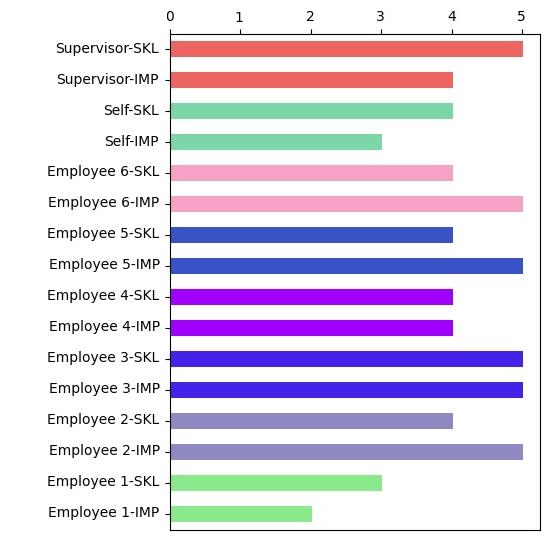 0 1 2 3 4 5
Supervisor-SKL
Supervisor-IMP
Self-SKL
Self-IMP
Employee 6-SKL
Employee 6-IMP
Employee 5-SKL
Employee 5-IMP
Employee 4-SKL
Employee 4-IMP
Employee 3-SKL
Employee 3-IMP
Employee 2-SKL
Employee 2-IMP
Employee 1-SKL
Employee 1-IMP